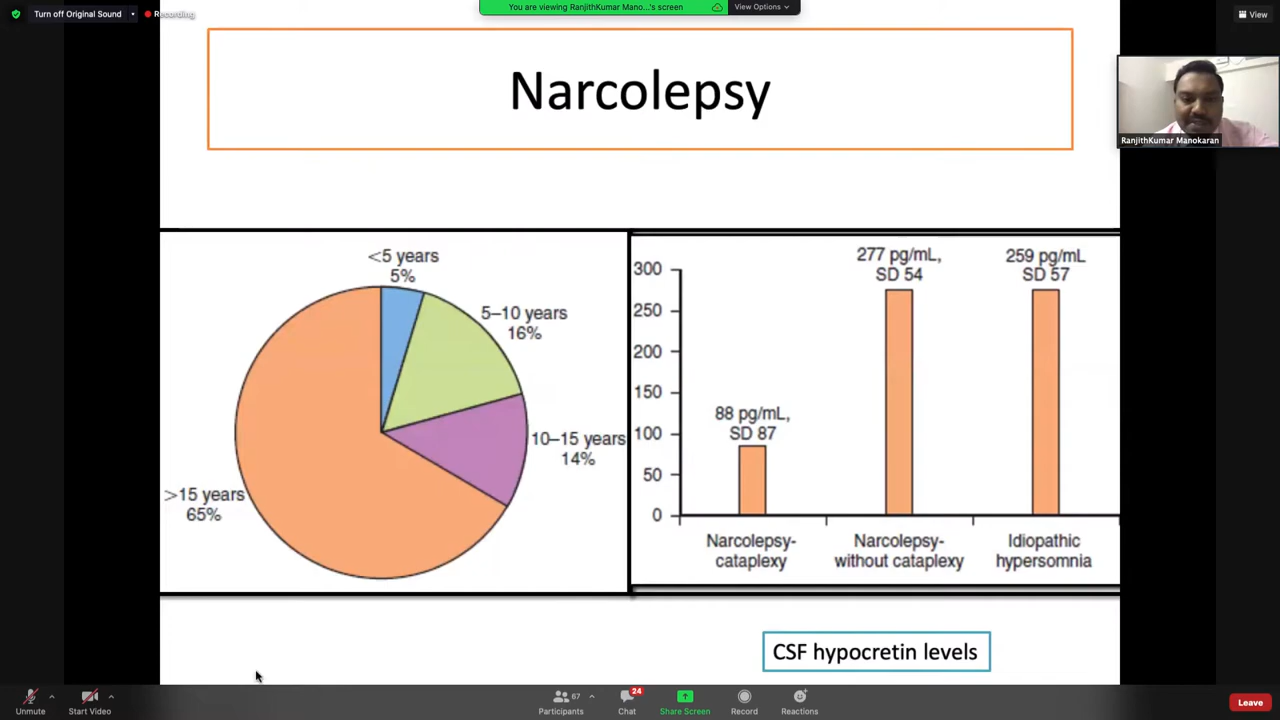 Turn off Original Sound
Recording
You are viewing RanjithKumar Mano...'s screen
View Options
View
Narcolepsy
RanjithKumar Manokaran
<5 years
5%
5–10 years
16%
10–15 years
14%
>15 years
65%
300
250
200
150
100
50
0
88 pg/mL,
SD 87
277 pg/mL,
SD 54
259 pg/mL
SD 57
Narcolepsy-
cataplexy
Narcolepsy-
without cataplexy
Idiopathic
hypersomnia
CSF hypocretin levels
Unmute
Start Video
67
Participants
24
Chat
Share Screen
Record
Reactions
Leave